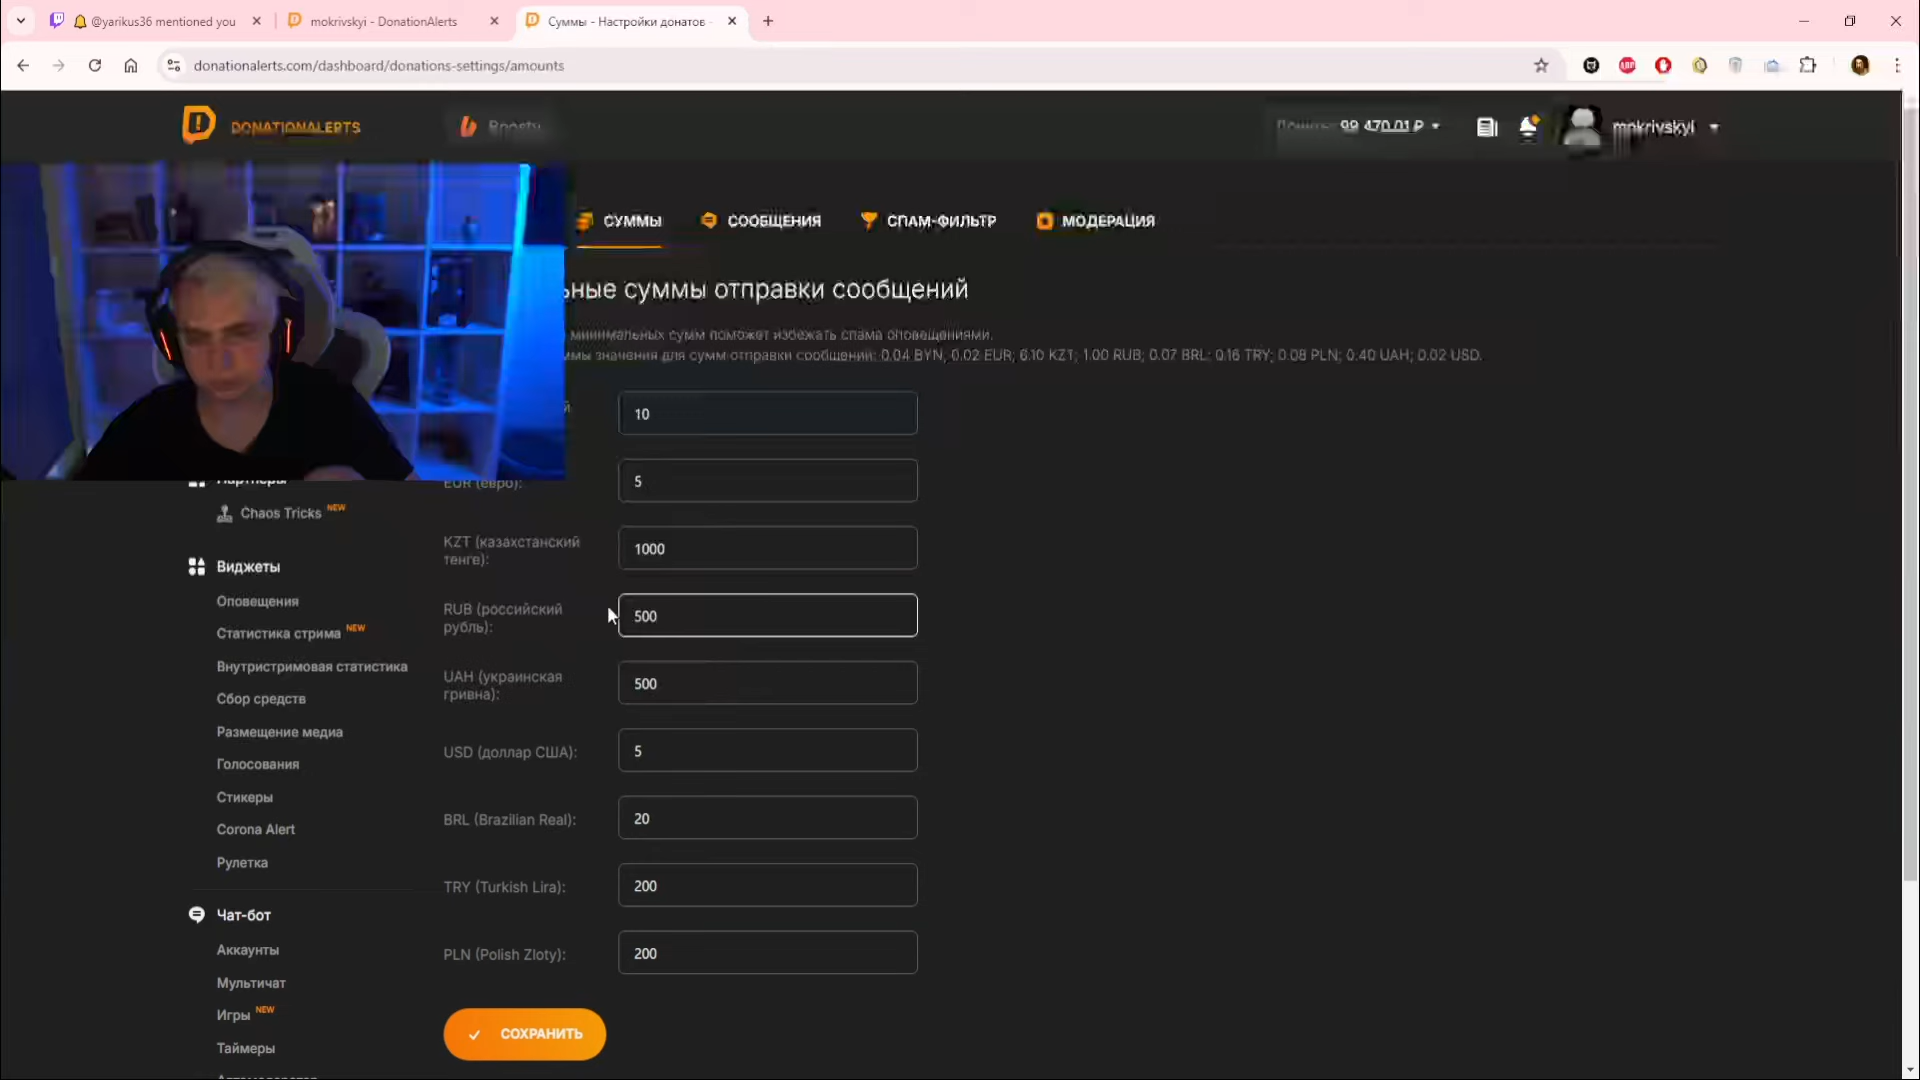 @yarikus36 mentioned you
mokrivskyi - DonationAlerts
Суммы - Настройки донатов -
donationalerts.com/dashboard/donations-settings/amounts
DONATIONALERTS
Boosty
99 470.01 ₽
mokrivskyi
СУММЫ
СООБЩЕНИЯ
СПАМ-ФИЛЬТР
МОДЕРАЦИЯ
ьные суммы отправки сообщений
минимальных сумм поможет избежать спама оповещениями.
ммы значения для сумм отправки сообщений: 0.04 BYN; 0.02 EUR; 6.10 KZT; 1.00 RUB; 0.07 BRL; 0.16 TRY; 0.08 PLN; 0.40 UAH; 0.02 USD.
й
10
EUR (евро):
5
KZT (казахстанский
тенге):
1000
RUB (российский
рубль):
500
UAH (украинская
гривна):
500
USD (доллар США):
5
BRL (Brazilian Real):
20
TRY (Turkish Lira):
200
PLN (Polish Zloty):
200
СОХРАНИТЬ
Партнеры
Chaos Tricks NEW
Виджеты
Оповещения
Статистика стрима NEW
Внутристримовая статистика
Сбор средств
Размещение медиа
Голосования
Стикеры
Corona Alert
Рулетка
Чат-бот
Аккаунты
Мультичат
Игры NEW
Таймеры